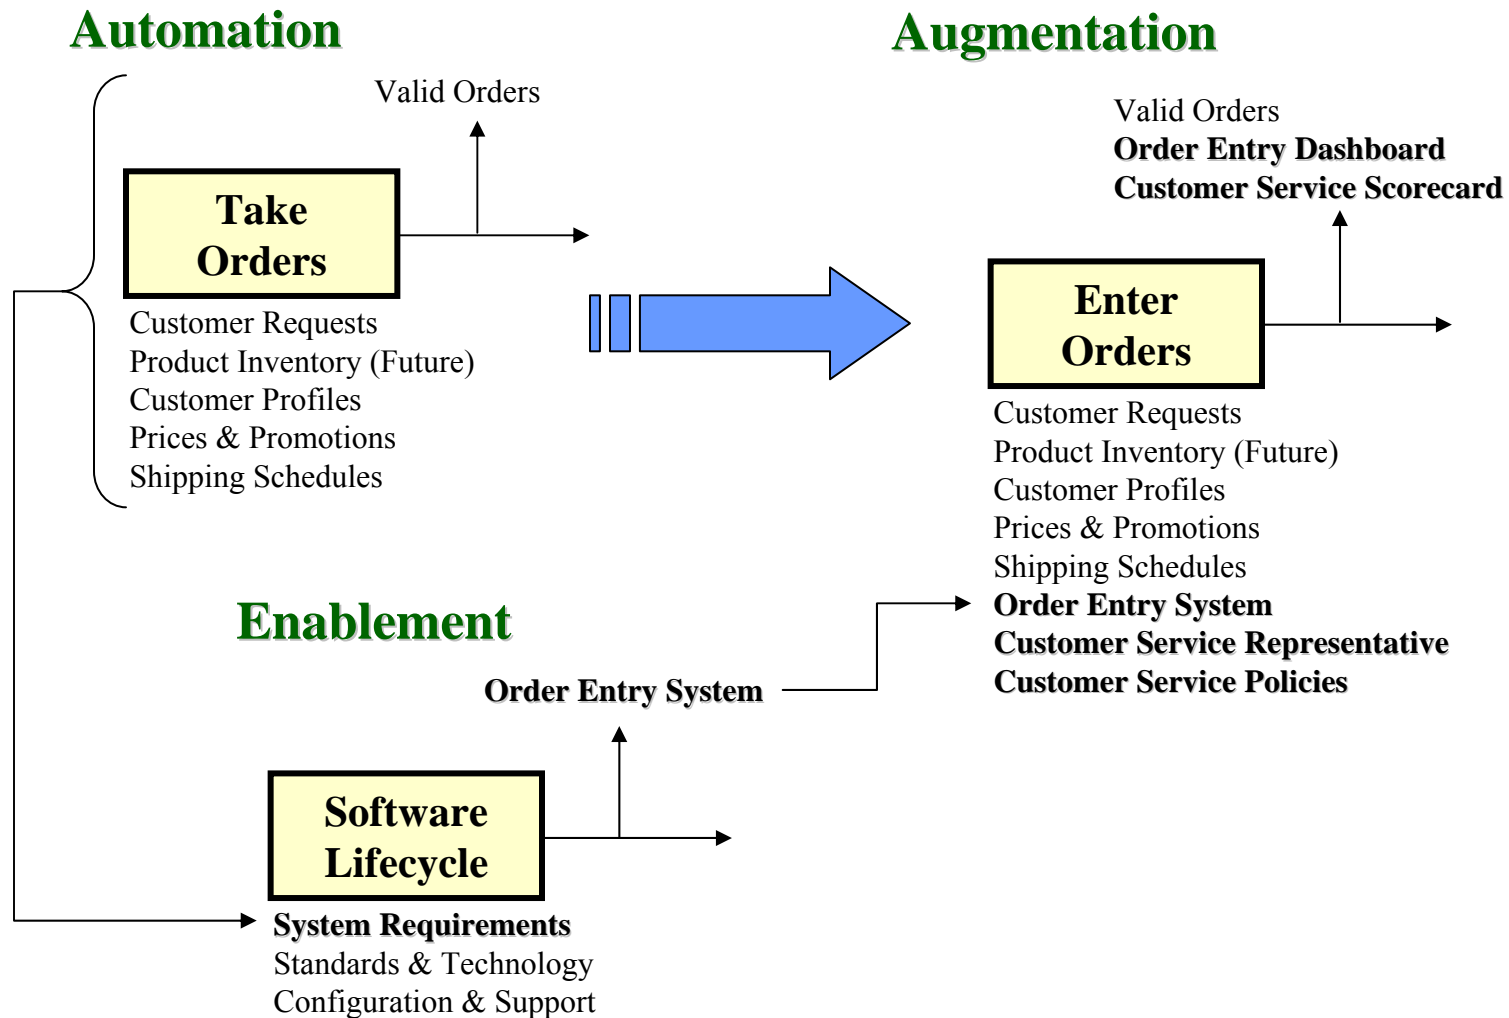 Automation
Valid Orders
Take
Orders
Customer Requests
Product Inventory (Future)
Customer Profiles
Prices & Promotions
Shipping Schedules
Augmentation
Valid Orders
Order Entry Dashboard
Customer Service Scorecard
Enter
Orders
Customer Requests
Product Inventory (Future)
Customer Profiles
Prices & Promotions
Shipping Schedules
Order Entry System
Customer Service Representative
Customer Service Policies
Enablement
Order Entry System
Software
Lifecycle
System Requirements
Standards & Technology
Configuration & Support